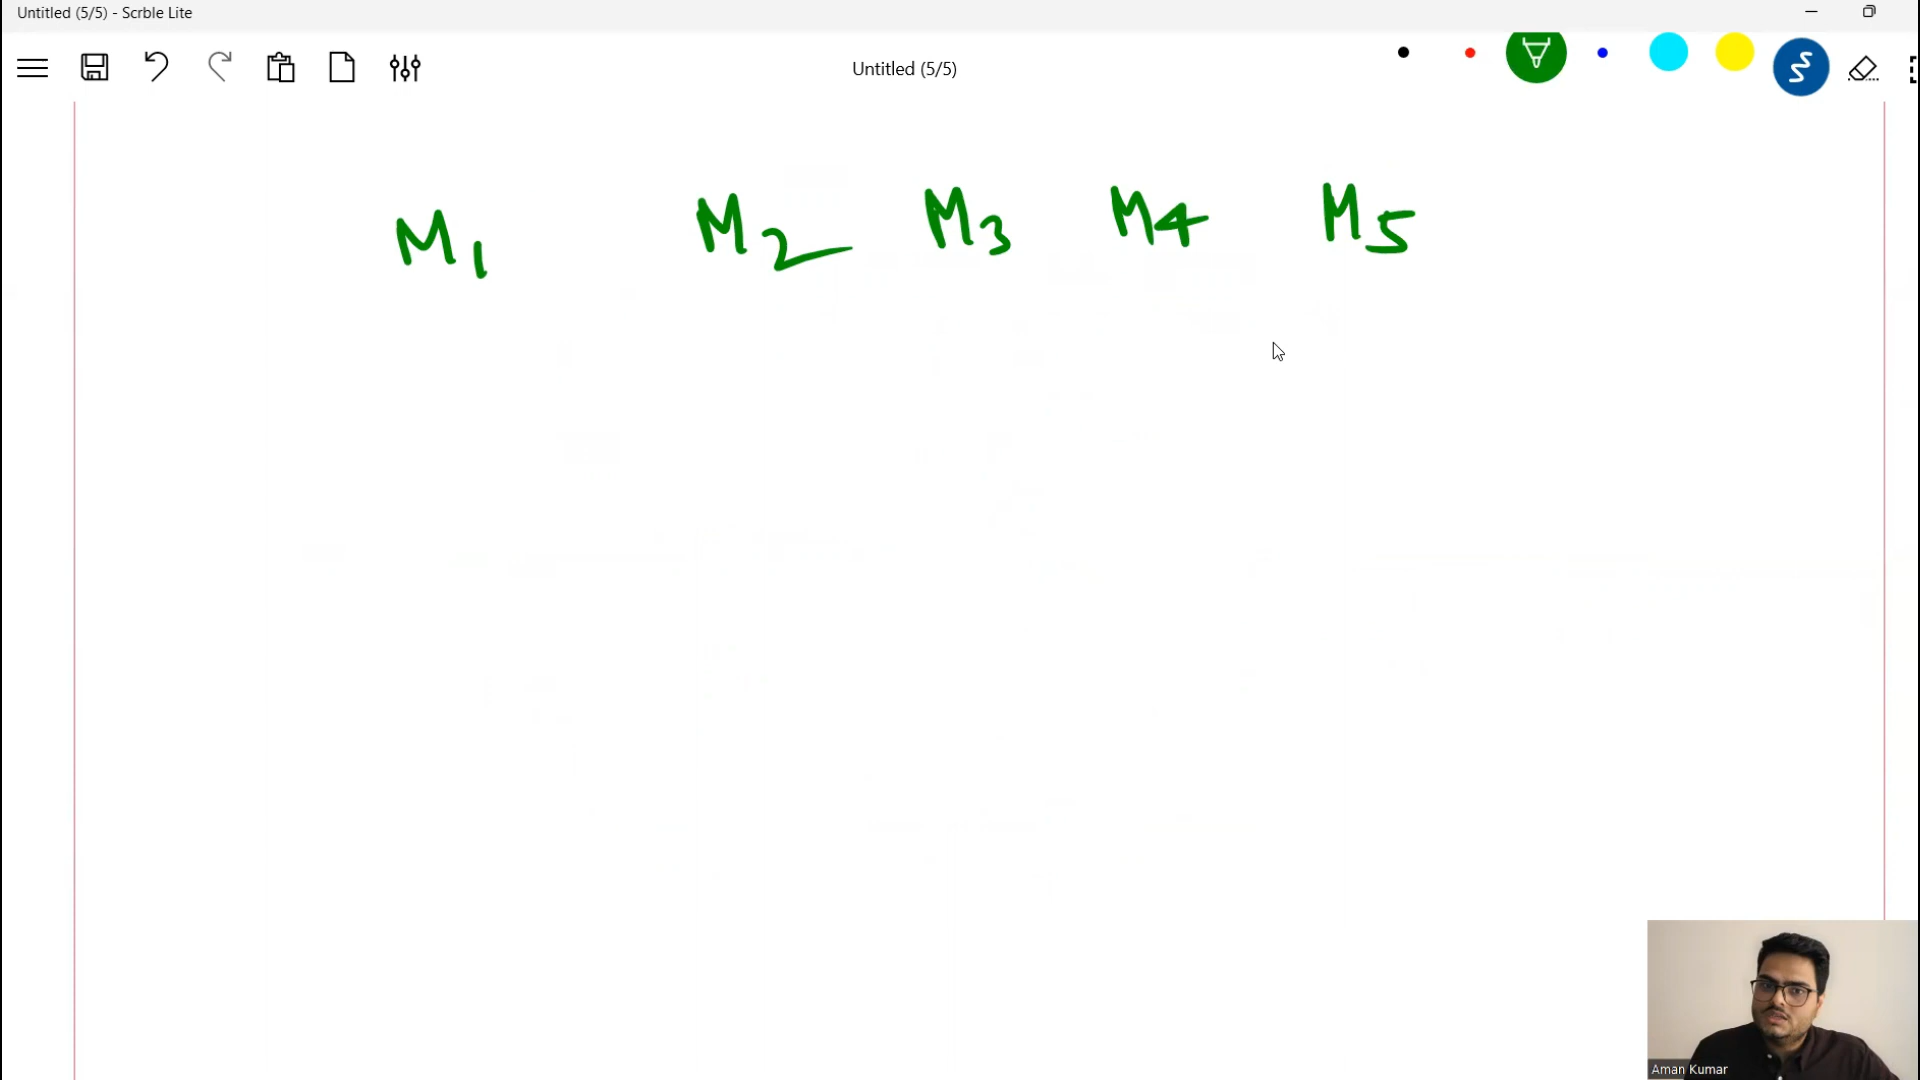 Untitled (5/5) - Scrble Lite
Untitled (5/5)
M1 M2 M3 M4 M5
Aman Kumar